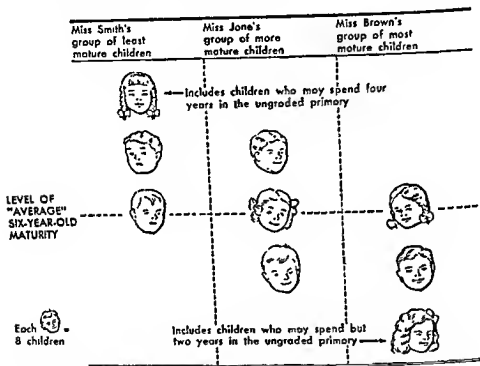 Miss Smith's
group of least
mature children
Miss Jone's
group of more
mature children
Miss Brown's
group of most
mature children
Includes children who may spend four
years in the ungraded primary
LEVEL OF
"AVERAGE"
SIX-YEAR-OLD
MATURITY
Each =
8 children
Includes children who may spend but
two years in the ungraded primary